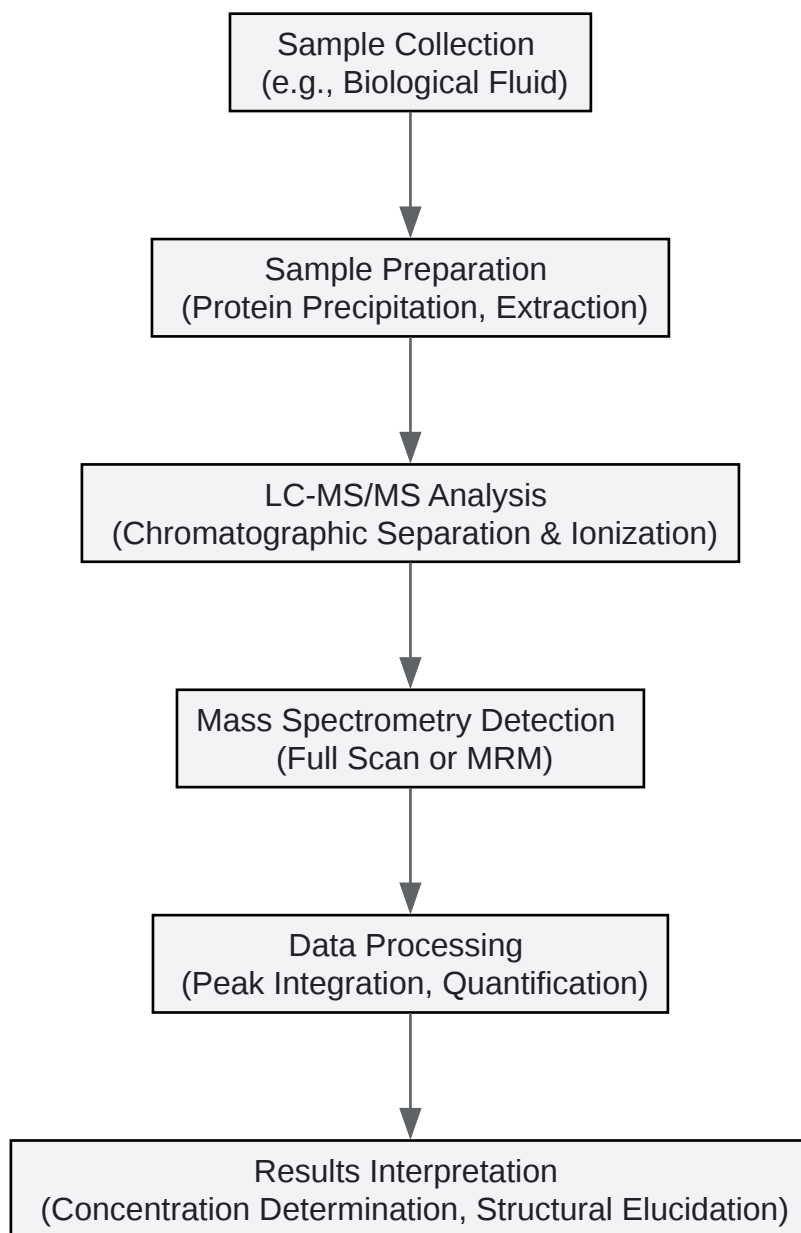 Sample Collection
(e.g., Biological Fluid)
Sample Preparation
(Protein Precipitation, Extraction)
LC-MS/MS Analysis
(Chromatographic Separation & Ionization)
Mass Spectrometry Detection
(Full Scan or MRM)
Data Processing
(Peak Integration, Quantification)
Results Interpretation
(Concentration Determination, Structural Elucidation)